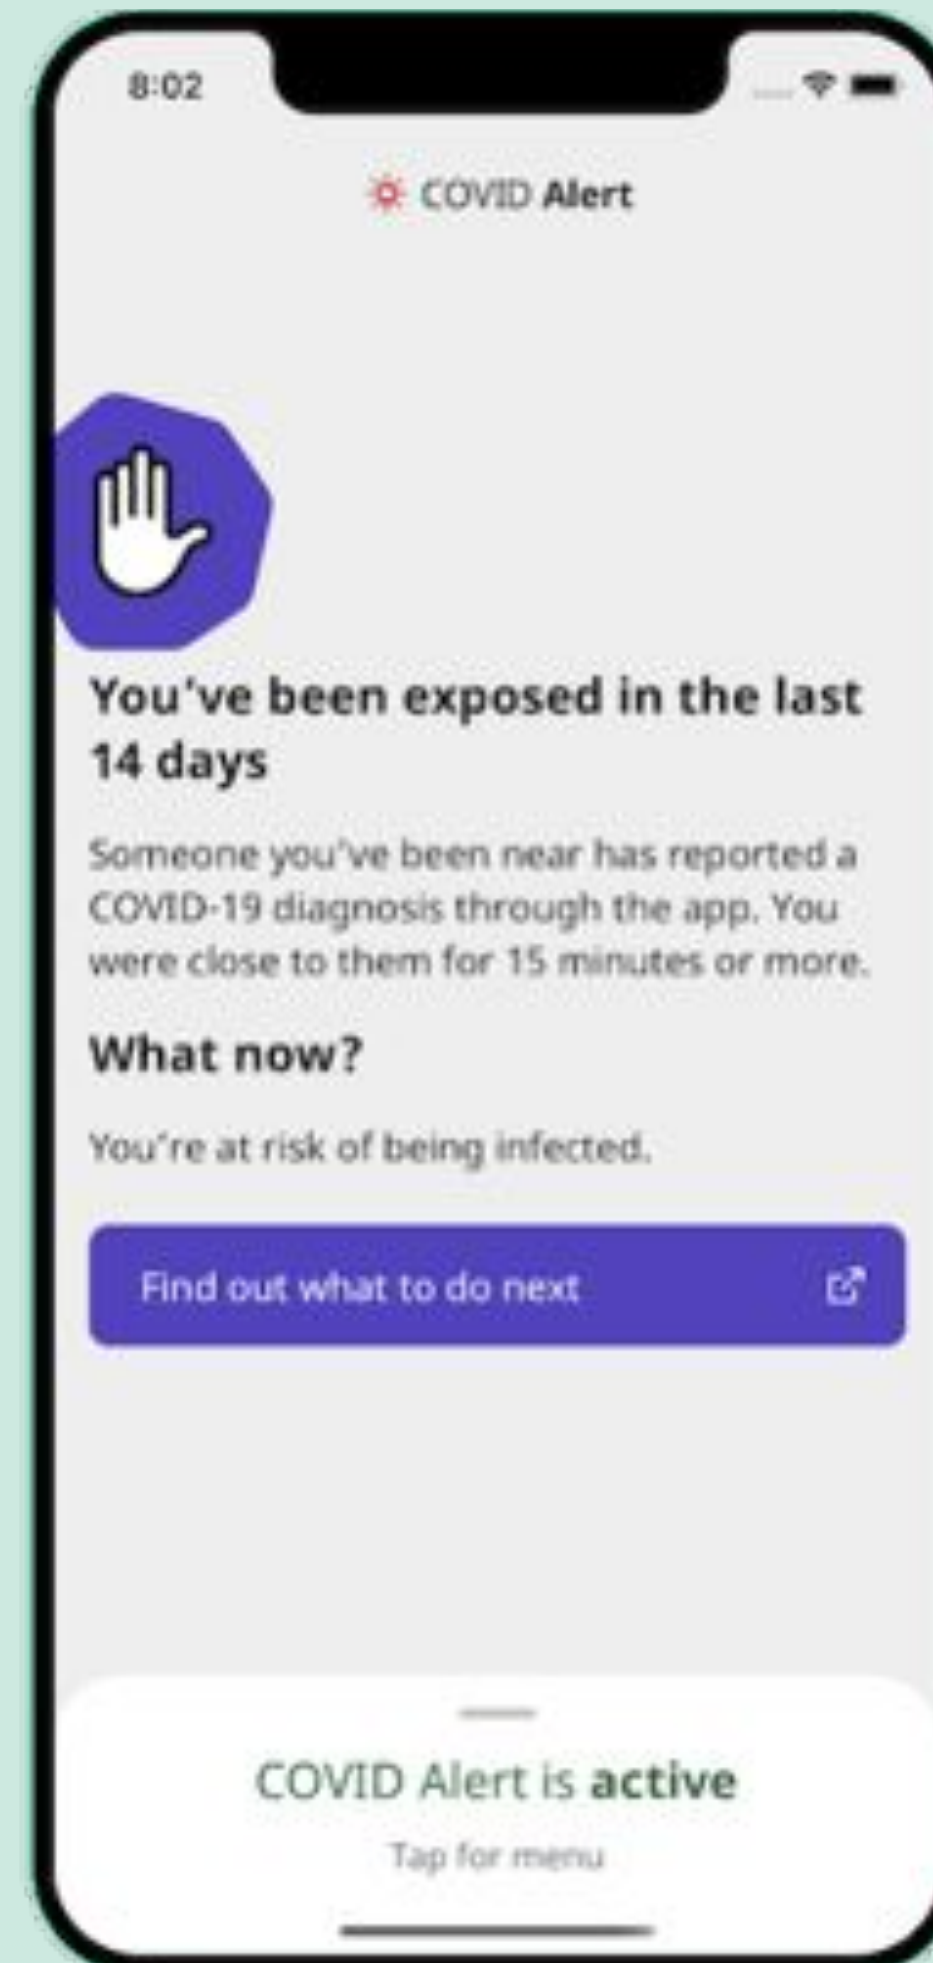 8:02
COVID Alert
You've been exposed in the last
14 days
Someone you've been near has reported a
COVID-19 diagnosis through the app. You
were close to them for 15 minutes or more.
What now?
You're at risk of being infected.
Find out what to do next
COVID Alert is active
Tap for menu